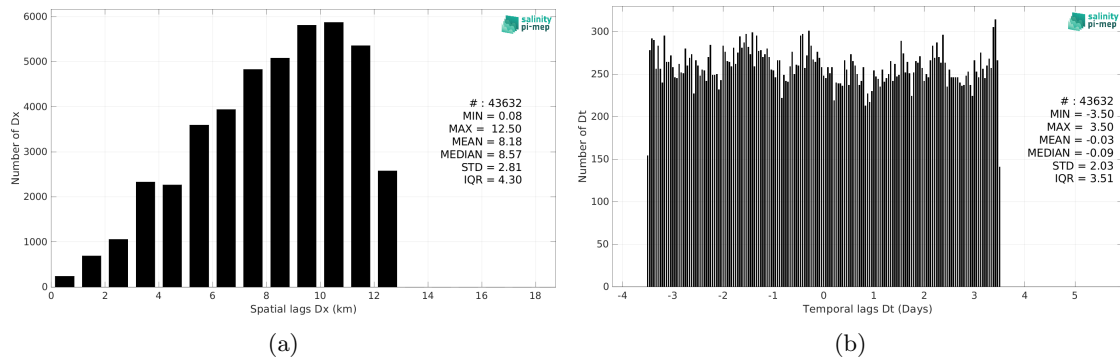 salinity
pi-mep
Number of Dx
6000
5000
4000
3000
2000
1000
0
# : 43632
MIN = 0.08
MAX = 12.50
MEAN = 8.18
MEDIAN = 8.57
STD = 2.81
IQR = 4.30
0 2 4 6 8 10 12 14 16 18
Spatial lags Dx (km)
(a)
salinity
pi-mep
Number of Dt
300
250
200
150
100
50
0
# : 43632
MIN = -3.50
MAX = 3.50
MEAN = -0.03
MEDIAN = -0.09
STD = 2.03
IQR = 3.51
-4 -3 -2 -1 0 1 2 3 4 5
Temporal lags Dt (Days)
(b)